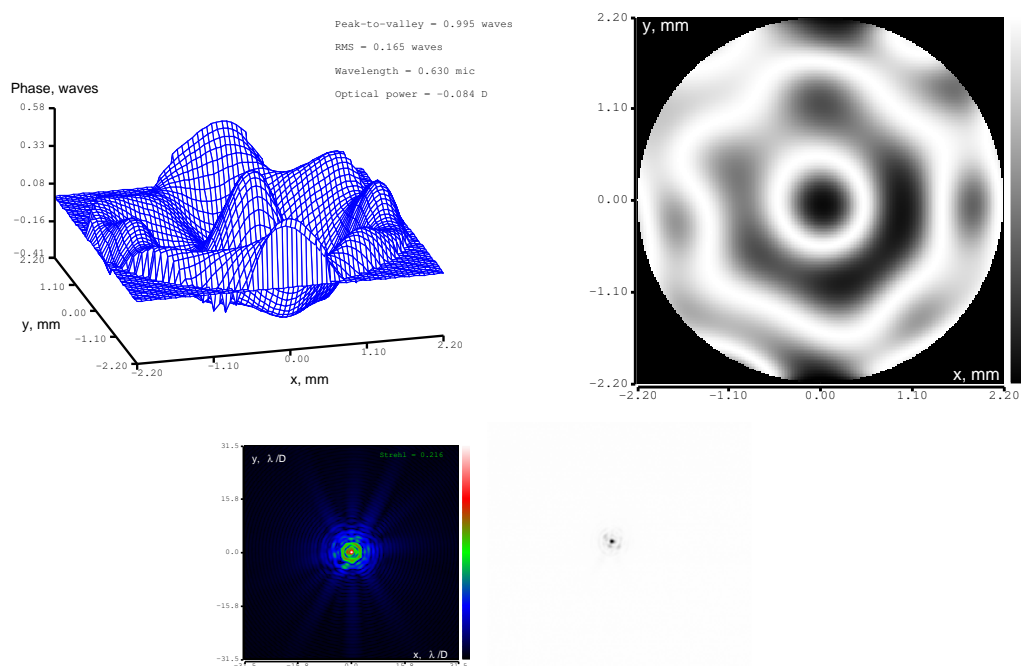 Peak-to-valley = 0.995 waves
RMS = 0.165 waves
Wavelength = 0.630 mic
Optical power = -0.084 D
Phase, waves
0.58
0.33
0.08
-0.16
-0.41
2.20
1.10
0.00
-1.10
-2.20
y, mm
-2.20
-1.10
0.00
1.10
2.20
x, mm
2.20
y, mm
1.10
0.00
-1.10
-2.20
x, mm
-2.20
-1.10
0.00
1.10
2.20
31.5
y, λ/D
Strehl = 0.216
15.8
0.0
-15.8
-31.5
x, λ/D